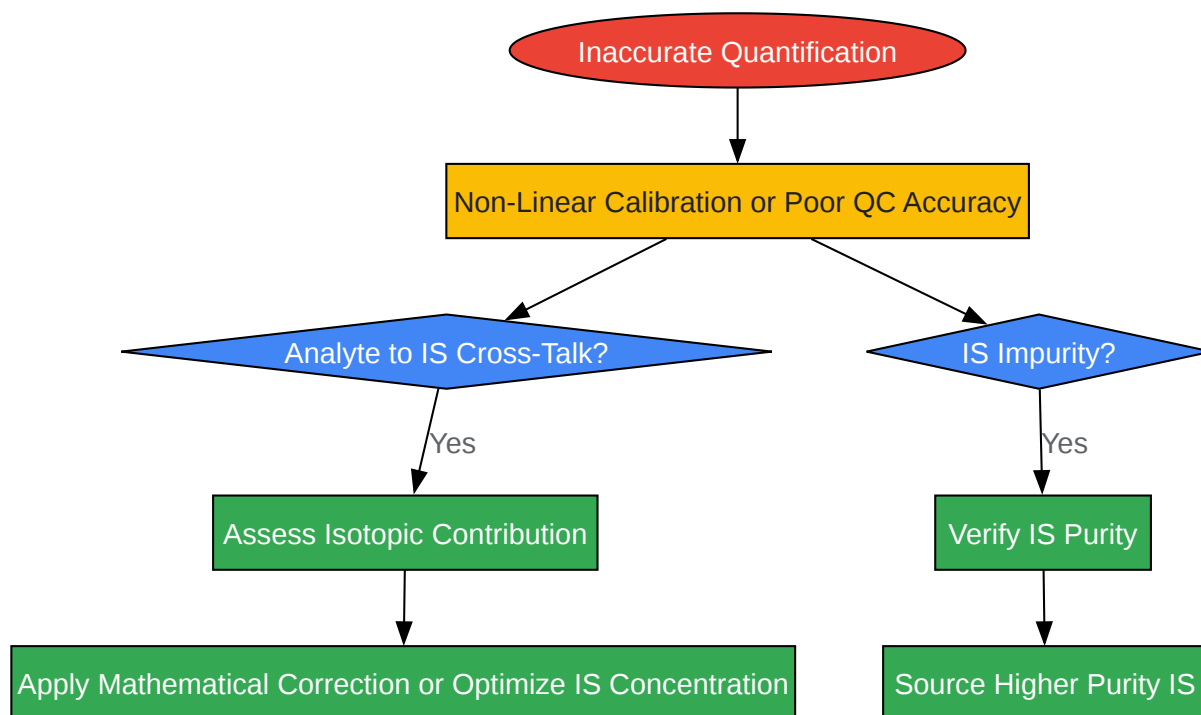 Inaccurate Quantification
Non-Linear Calibration or Poor QC Accuracy
Analyte to IS Cross-Talk?
IS Impurity?
Yes
Yes
Assess Isotopic Contribution
Verify IS Purity
Apply Mathematical Correction or Optimize IS Concentration
Source Higher Purity IS